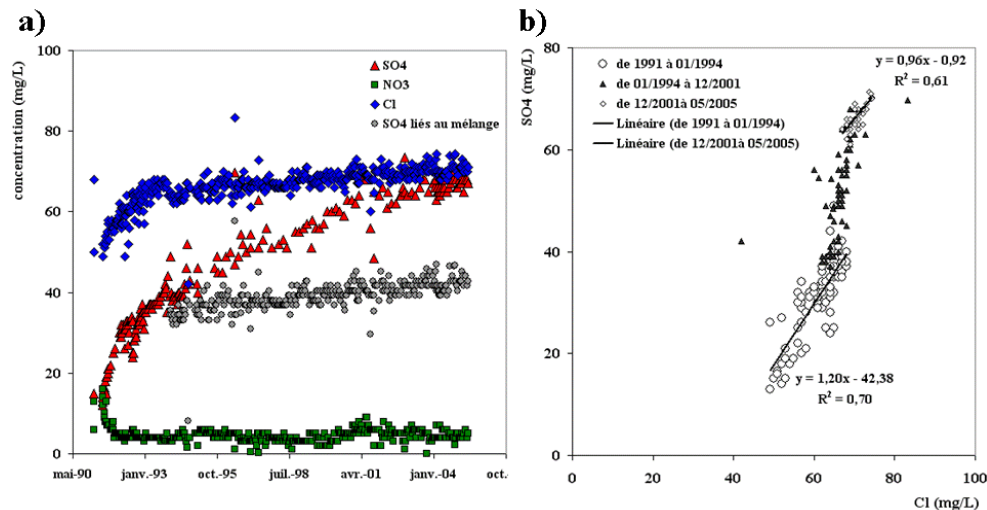 a)
concentration (mg/L)
100
80
60
40
20
0
mai-90
janv.-93
oct.-95
juil.-98
avr.-01
janv.-04
oct.-
SO4
NO3
Cl
SO4 liés au mélange
b)
SO4 (mg/L)
80
60
40
20
0
0
20
40
60
80
100
Cl (mg/L)
de 1991 à 01/1994
de 01/1994 à 12/2001
de 12/2001à 05/2005
Linéaire (de 1991 à 01/1994)
Linéaire (de 12/2001à 05/2005)
y = 0,96x - 0,92
R² = 0,61
y = 1,20x - 42,38
R² = 0,70